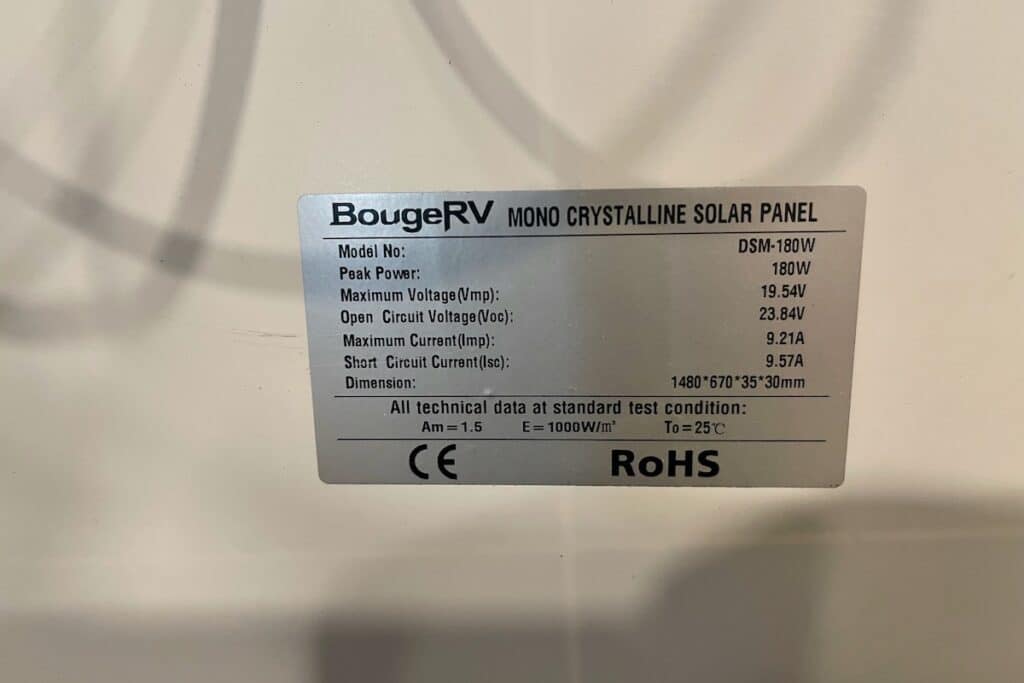 BougeRV MONO CRYSTALLINE SOLAR PANEL
Model No: DSM-180W
Peak Power: 180W
Maximum Voltage(Vmp): 19.54V
Open Circuit Voltage(Voc): 23.84V
Maximum Current(Imp): 9.21A
Short Circuit Current(Isc): 9.57A
Dimension: 1480*670*35*30mm
All technical data at standard test condition:
Am=1.5 E=1000W/m² To=25℃
CE RoHS